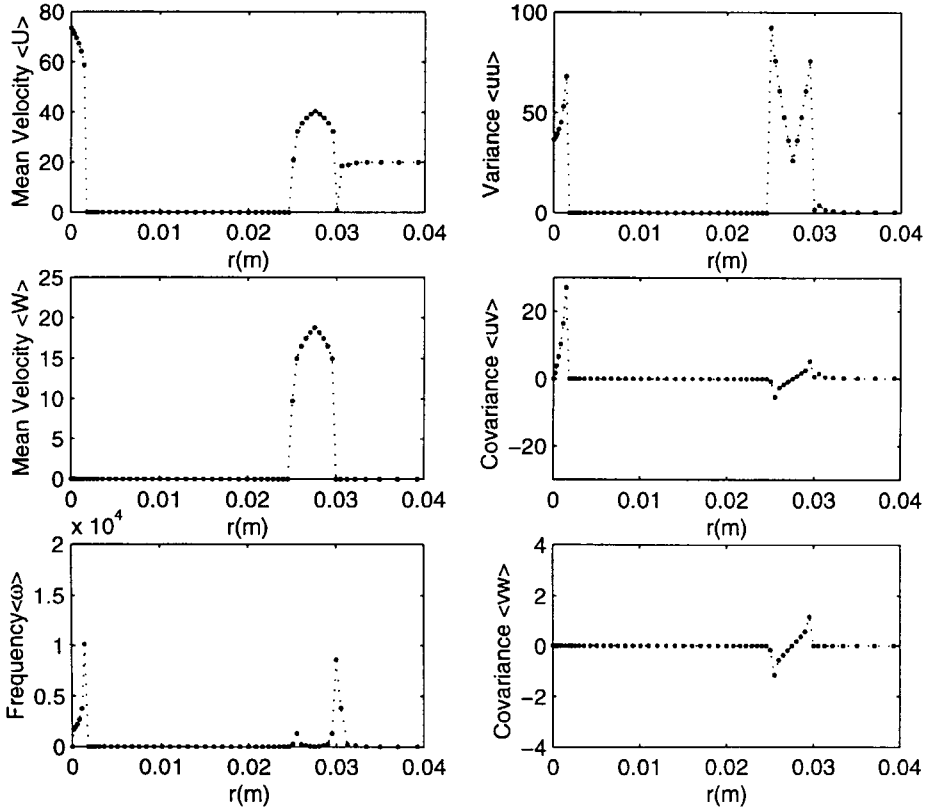 Mean Velocity <U>
80
60
40
20
0
0 0.01 0.02 0.03 0.04
r(m)
Variance <uu>
100
50
0
0 0.01 0.02 0.03 0.04
r(m)
Mean Velocity <W>
25
20
15
10
5
0
0 0.01 0.02 0.03 0.04
r(m)
Covariance <uv>
20
0
−20
0 0.01 0.02 0.03 0.04
r(m)
x 10^4
Frequency<ω>
2
1.5
1
0.5
0
0 0.01 0.02 0.03 0.04
r(m)
Covariance <vw>
4
2
0
−2
−4
0 0.01 0.02 0.03 0.04
r(m)